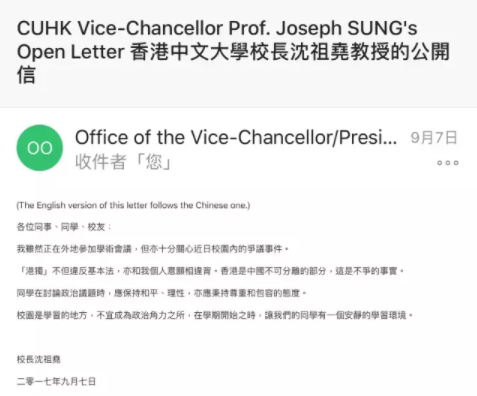 CUHK Vice-Chancellor Prof. Joseph SUNG's
Open Letter 香港中文大學校長沈祖堯教授的公開
信
OO
Office of the Vice-Chancellor/Presi... 9月7日
收件者「您」
(The English version of this letter follows the Chinese one.)
各位同事、同學、校友：
我雖然正在外地參加學術會議，但亦十分關心近日校園內的爭議事件。
「港獨」不但違反基本法，亦和我個人意願相違背。香港是中國不可分離的部分，這是不爭的事實。
同學在討論政治議題時，應保持和平、理性，亦應秉持尊重和包容的態度。
校園是學習的地方，不宜成為政治角力之所，在學期開始之時，讓我們的同學有一個安靜的學習環境。
校長沈祖堯
二零一七年九月七日